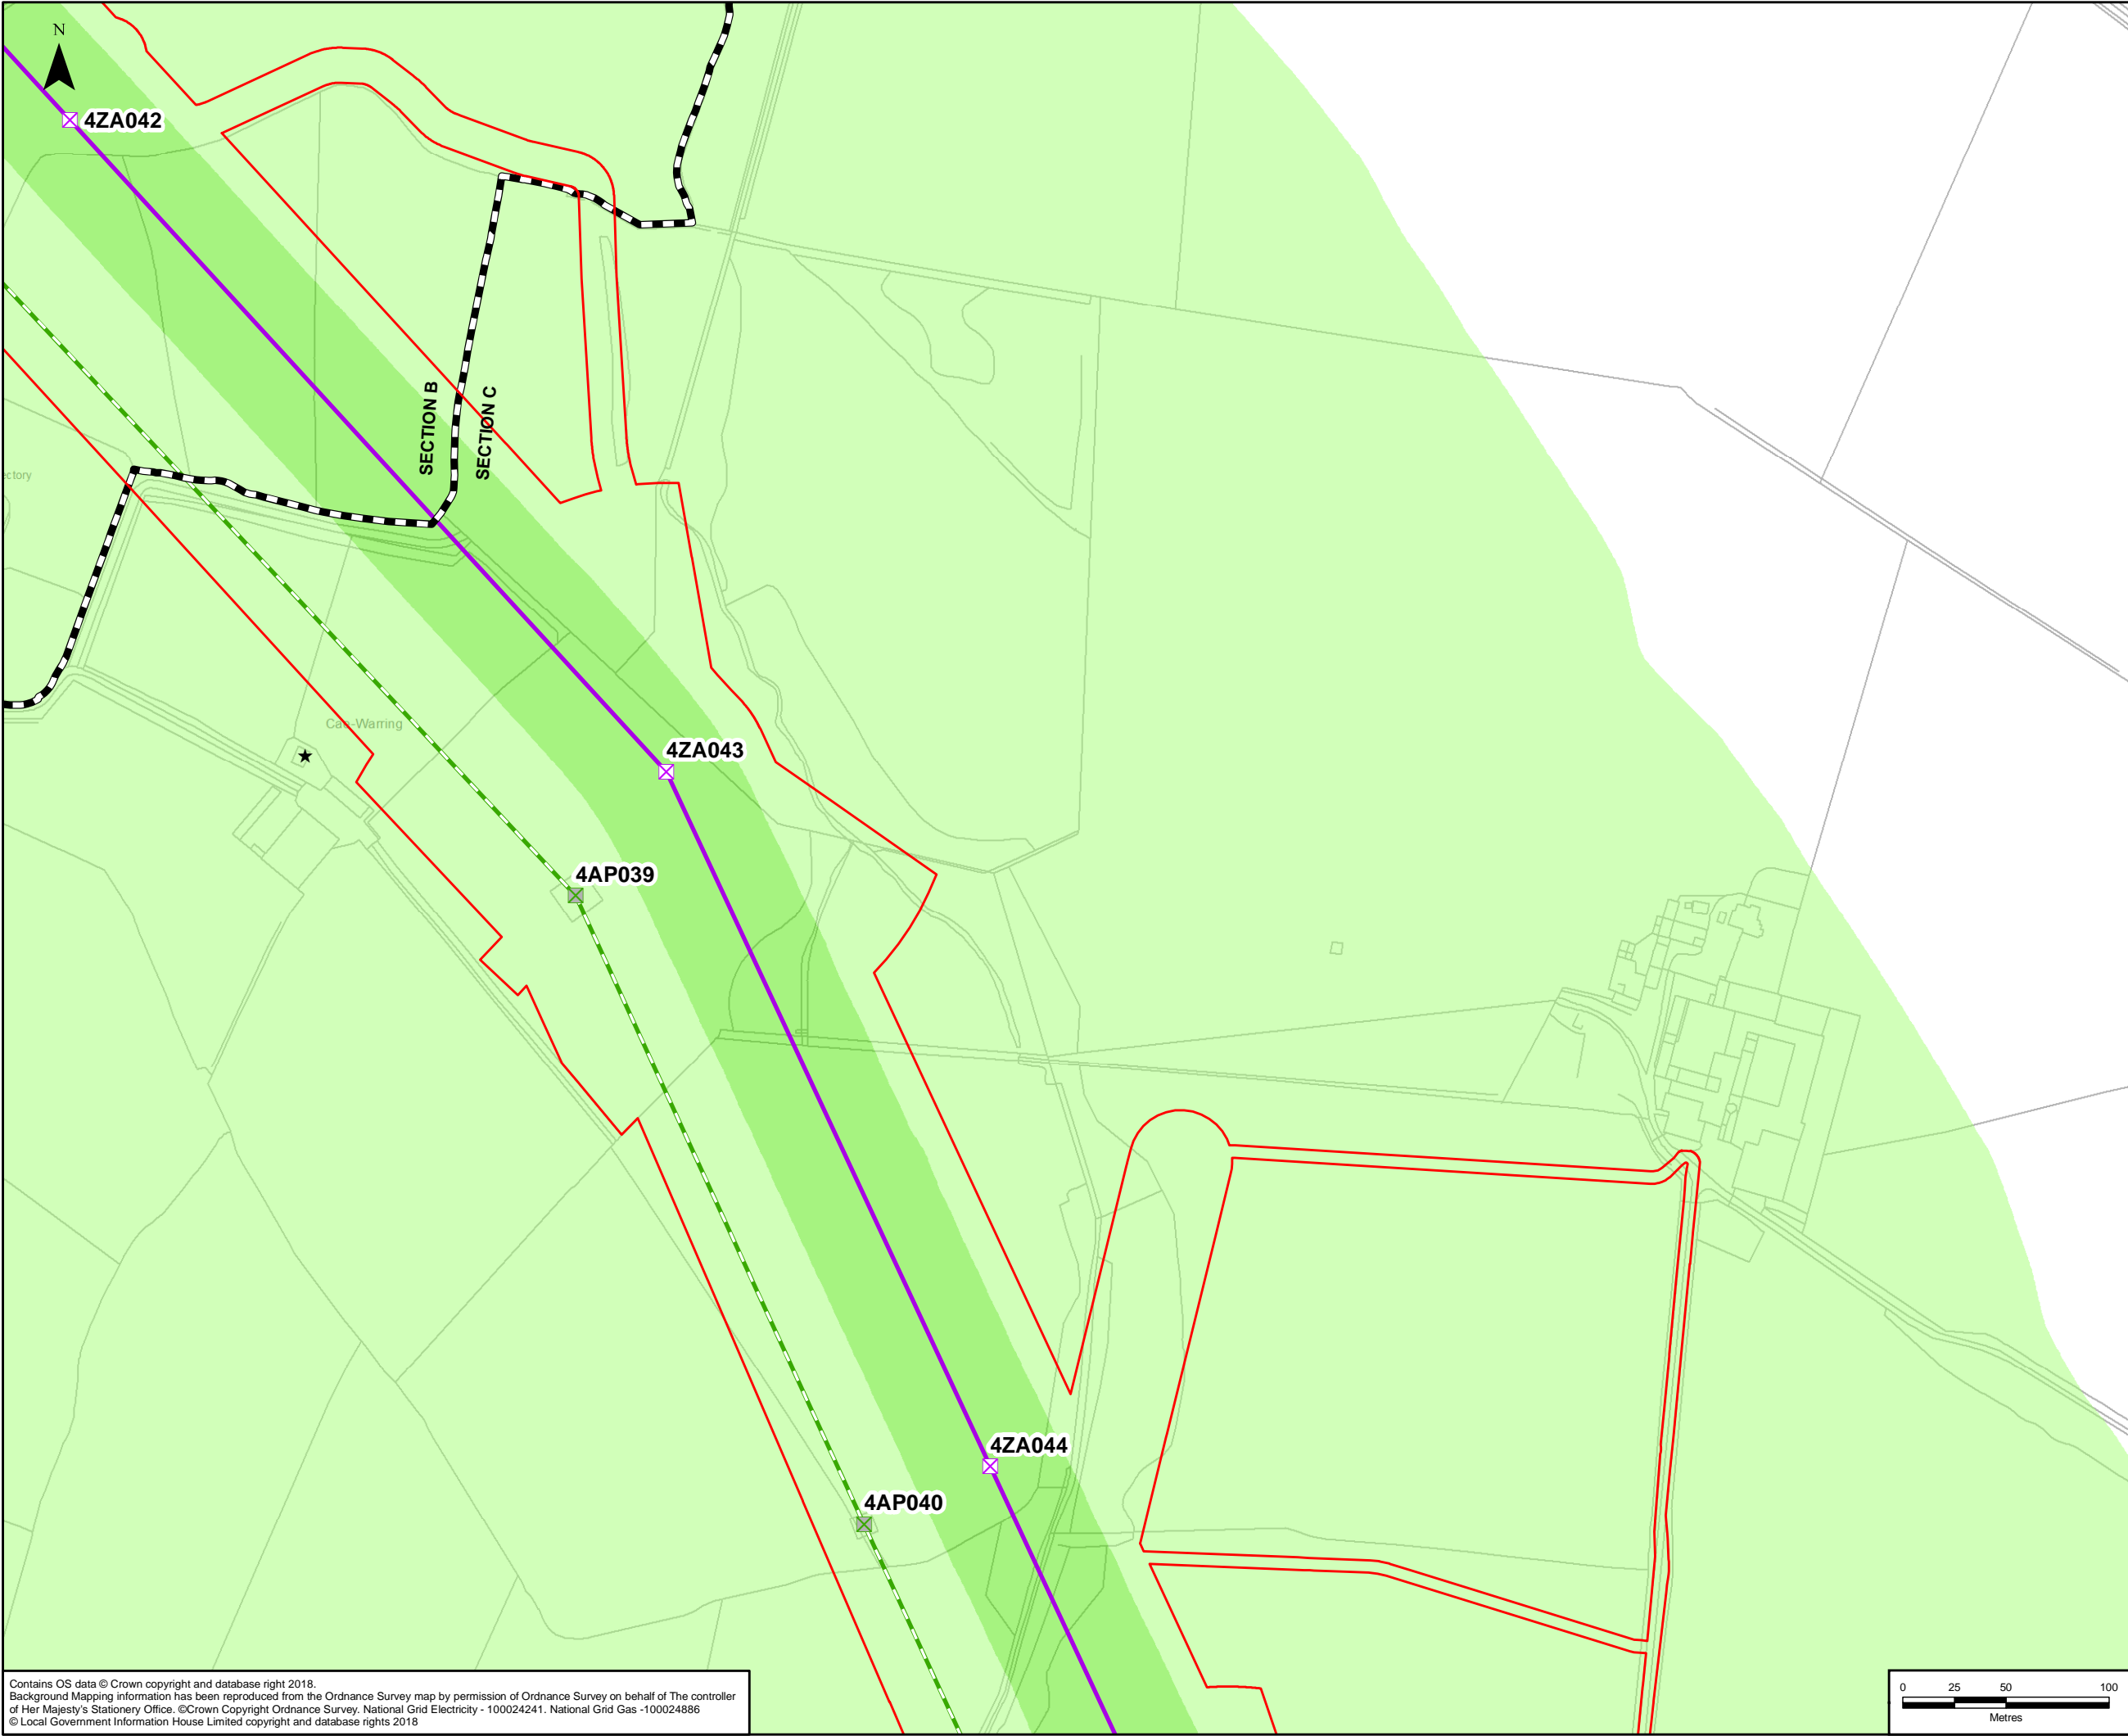 N
4ZA042
SECTION B
SECTION C
ectory
Cae-Warring
4ZA043
4AP039
4ZA044
4AP040
Contains OS data © Crown copyright and database right 2018.
Background Mapping information has been reproduced from the Ordnance Survey map by permission of Ordnance Survey on behalf of The controller
of Her Majesty's Stationery Office. ©Crown Copyright Ordnance Survey. National Grid Electricity - 100024241. National Grid Gas -100024886
© Local Government Information House Limited copyright and database rights 2018
0 25 50 100
Metres